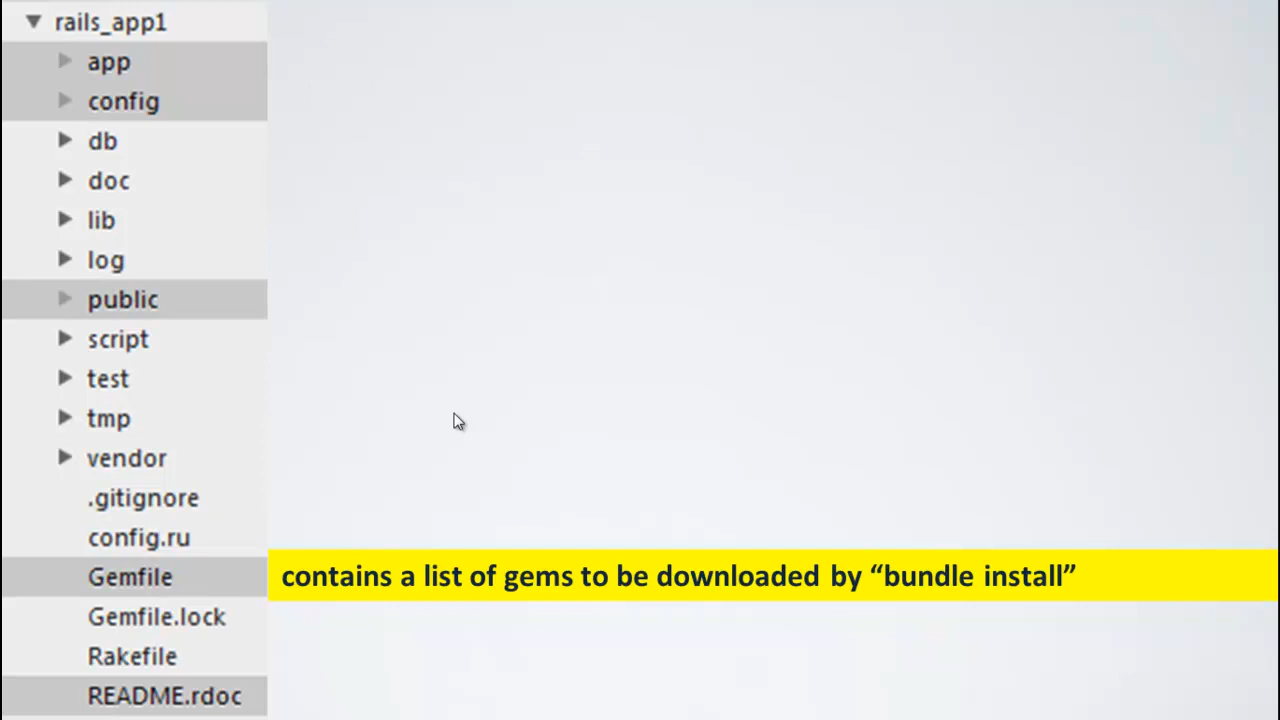 rails_app1
app
config
db
doc
lib
log
public
script
test
tmp
vendor
.gitignore
config.ru
Gemfile
contains a list of gems to be downloaded by “bundle install”
Gemfile.lock
Rakefile
README.rdoc